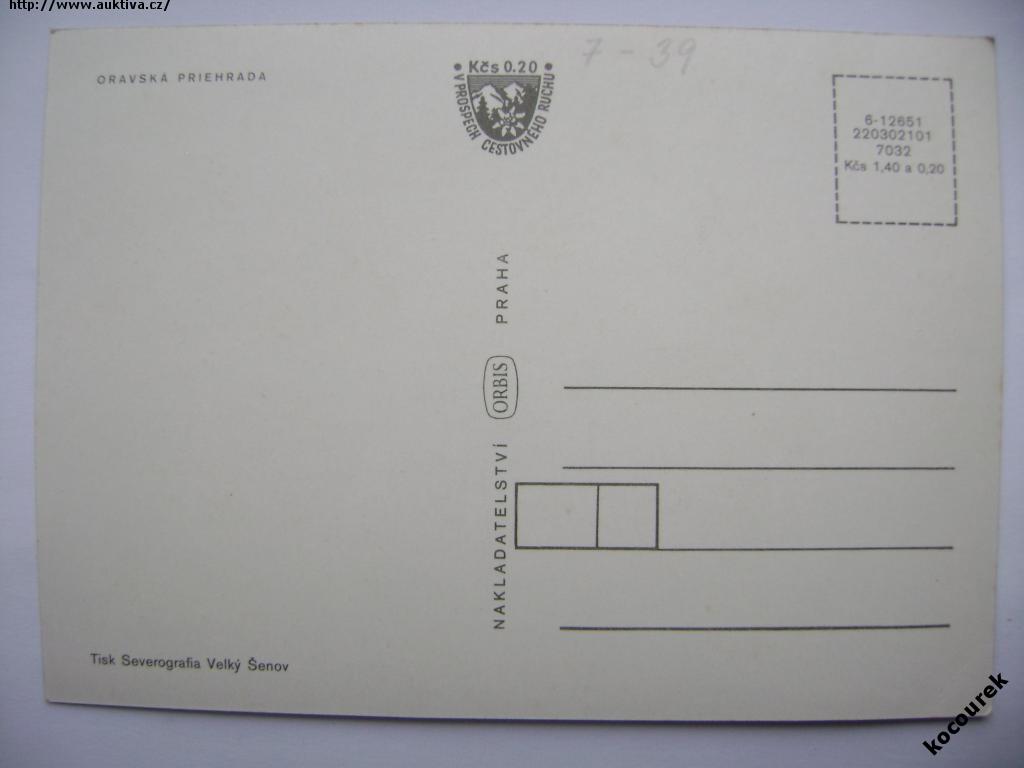 http://www.auktiva.cz/
ORAVSKÁ PRIEHRADA
• Kčs 0.20 •
V PROSPĚCH CESTOVNÉHO RUCHU
7 - 39
6-12651
220302101
7032
Kčs 1,40 a 0,20
NAKLADATELSTVÍ ORBIS PRAHA
Tisk Severografia Velký Šenov
kocourek